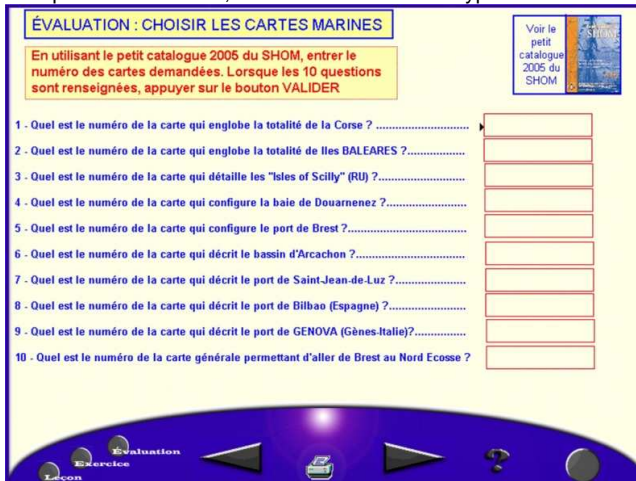 ÉVALUATION : CHOISIR LES CARTES MARINES
Voir le
petit
catalogue
2005 du
SHOM
SHOM
En utilisant le petit catalogue 2005 du SHOM, entrer le
numéro des cartes demandées. Lorsque les 10 questions
sont renseignées, appuyer sur le bouton VALIDER
1 - Quel est le numéro de la carte qui englobe la totalité de la Corse ? .............................
2 - Quel est le numéro de la carte qui englobe la totalité de Iles BALEARES ?..................
3 - Quel est le numéro de la carte qui détaille les "Isles of Scilly" (RU) ?...........................
4 - Quel est le numéro de la carte qui configure la baie de Douarnenez ?.........................
5 - Quel est le numéro de la carte qui configure le port de Brest ?.....................................
6 - Quel est le numéro de la carte qui décrit le bassin d'Arcachon ?..................................
7 - Quel est le numéro de la carte qui décrit le port de Saint-Jean-de-Luz ?......................
8 - Quel est le numéro de la carte qui décrit le port de Bilbao (Espagne) ?.......................
9 - Quel est le numéro de la carte qui décrit le port de GENOVA (Gènes-Italie)?................
10 - Quel est le numéro de la carte générale permettant d'aller de Brest au Nord Ecosse ?
Évaluation
Exercice
Leçon
?